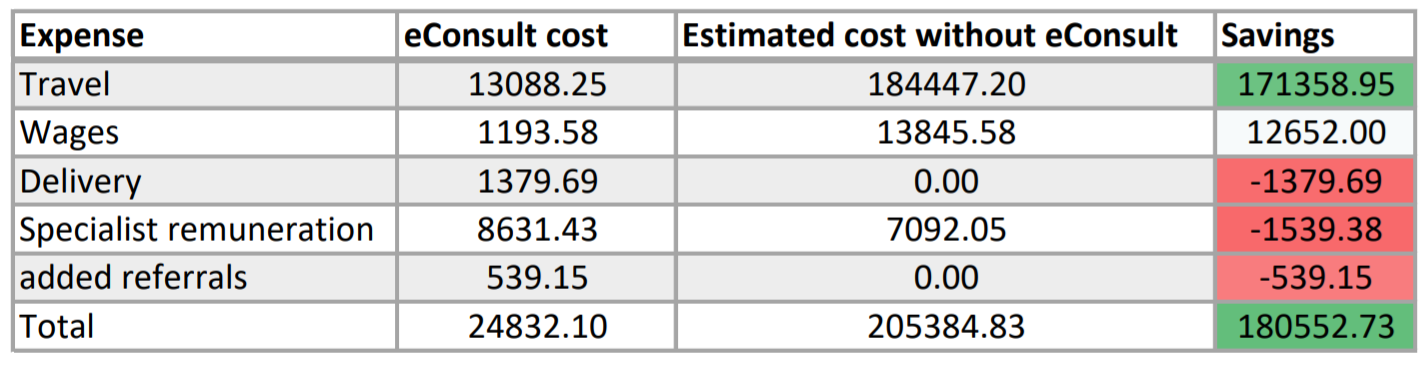 Expense eConsult cost Estimated cost without eConsult Savings
Travel 13088.25 184447.20 171358.95
Wages 1193.58 13845.58 12652.00
Delivery 1379.69 0.00 -1379.69
Specialist remuneration 8631.43 7092.05 -1539.38
added referrals 539.15 0.00 -539.15
Total 24832.10 205384.83 180552.73